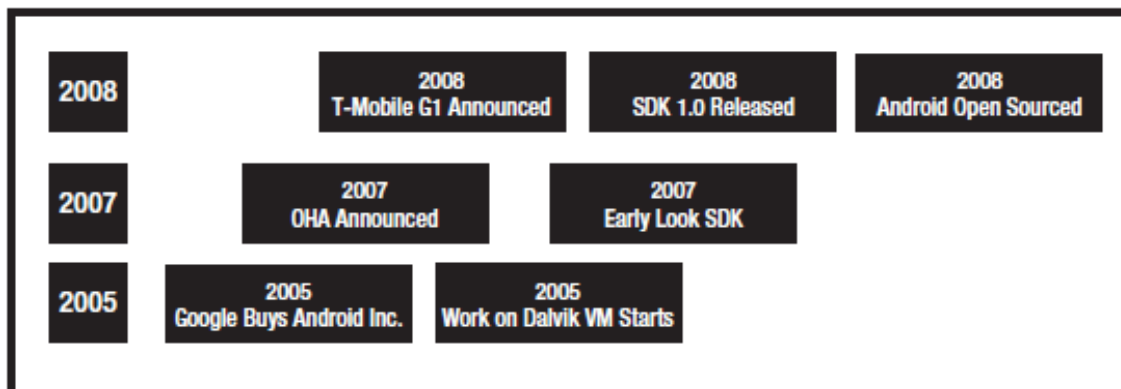 2008
2008
T-Mobile G1 Announced
2008
SDK 1.0 Released
2008
Android Open Sourced
2007
2007
OHA Announced
2007
Early Look SDK
2005
2005
Google Buys Android Inc.
2005
Work on Dalvik VM Starts